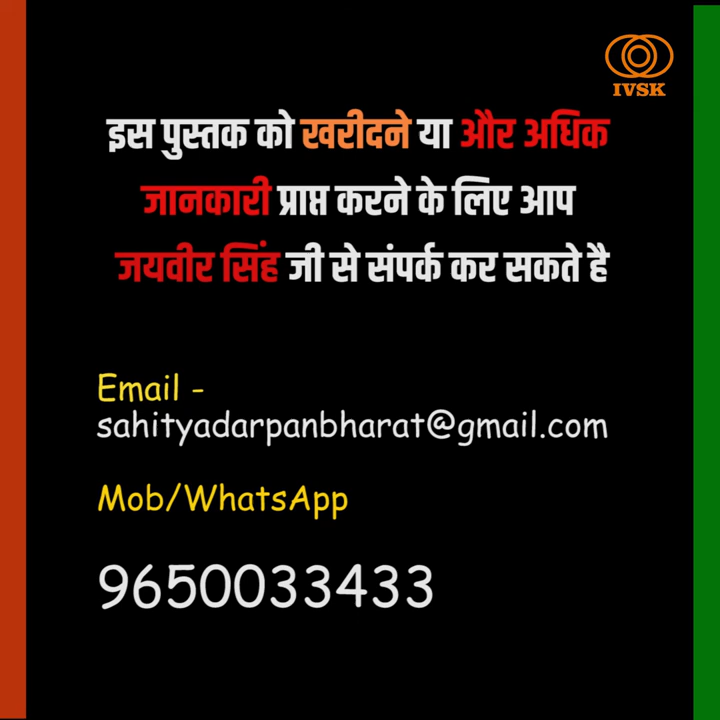 IVSK
इस पुस्तक को खरीदने या और अधिक
जानकारी प्राप्त करने के लिए आप
जयवीर सिंह जी से संपर्क कर सकते है
Email -
sahityadarpanbharat@gmail.com
Mob/WhatsApp
9650033433